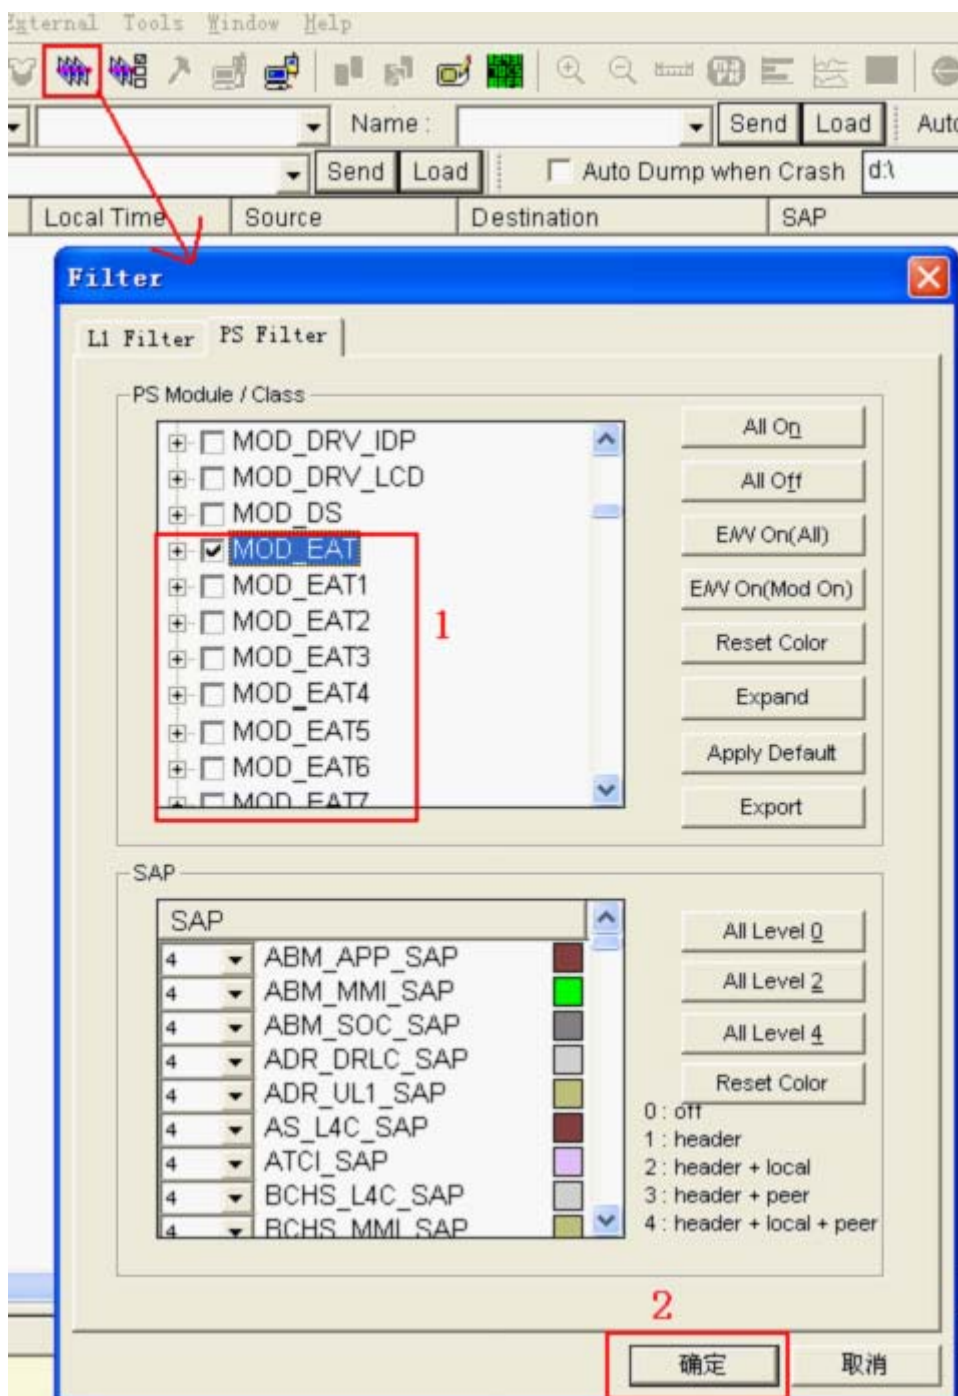 External Tools Window Help
Name : Send Load Auto
Send Load Auto Dump when Crash d:\
Local Time Source Destination SAP
Filter
L1 Filter PS Filter
PS Module / Class
MOD_DRV_IDP
MOD_DRV_LCD
MOD_DS
MOD_EAT
MOD_EAT1
MOD_EAT2
MOD_EAT3
MOD_EAT4
MOD_EAT5
MOD_EAT6
MOD_EAT7
1
All On
All Off
E/W On(All)
E/W On(Mod On)
Reset Color
Expand
Apply Default
Export
SAP
SAP
4 ABM_APP_SAP
4 ABM_MMI_SAP
4 ABM_SOC_SAP
4 ADR_DRLC_SAP
4 ADR_UL1_SAP
4 AS_L4C_SAP
4 ATCI_SAP
4 BCHS_L4C_SAP
4 BCHS_MMI_SAP
All Level 0
All Level 2
All Level 4
Reset Color
0 : off
1 : header
2 : header + local
3 : header + peer
4 : header + local + peer
2
确定 取消